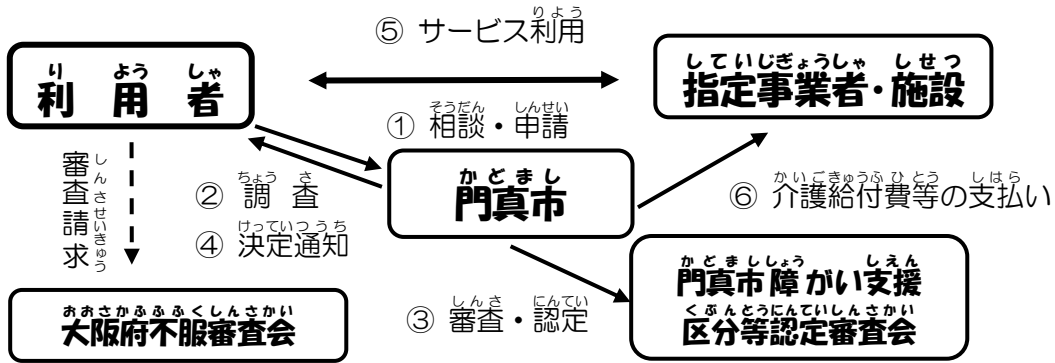 ⑤ サービス利用
利用者
指定事業者・施設
① 相談・申請
門真市
② 調査
④ 決定通知
⑥ 介護給付費等の支払い
審査請求
③ 審査・認定
門真市障がい支援
区分等認定審査会
大阪府不服審査会